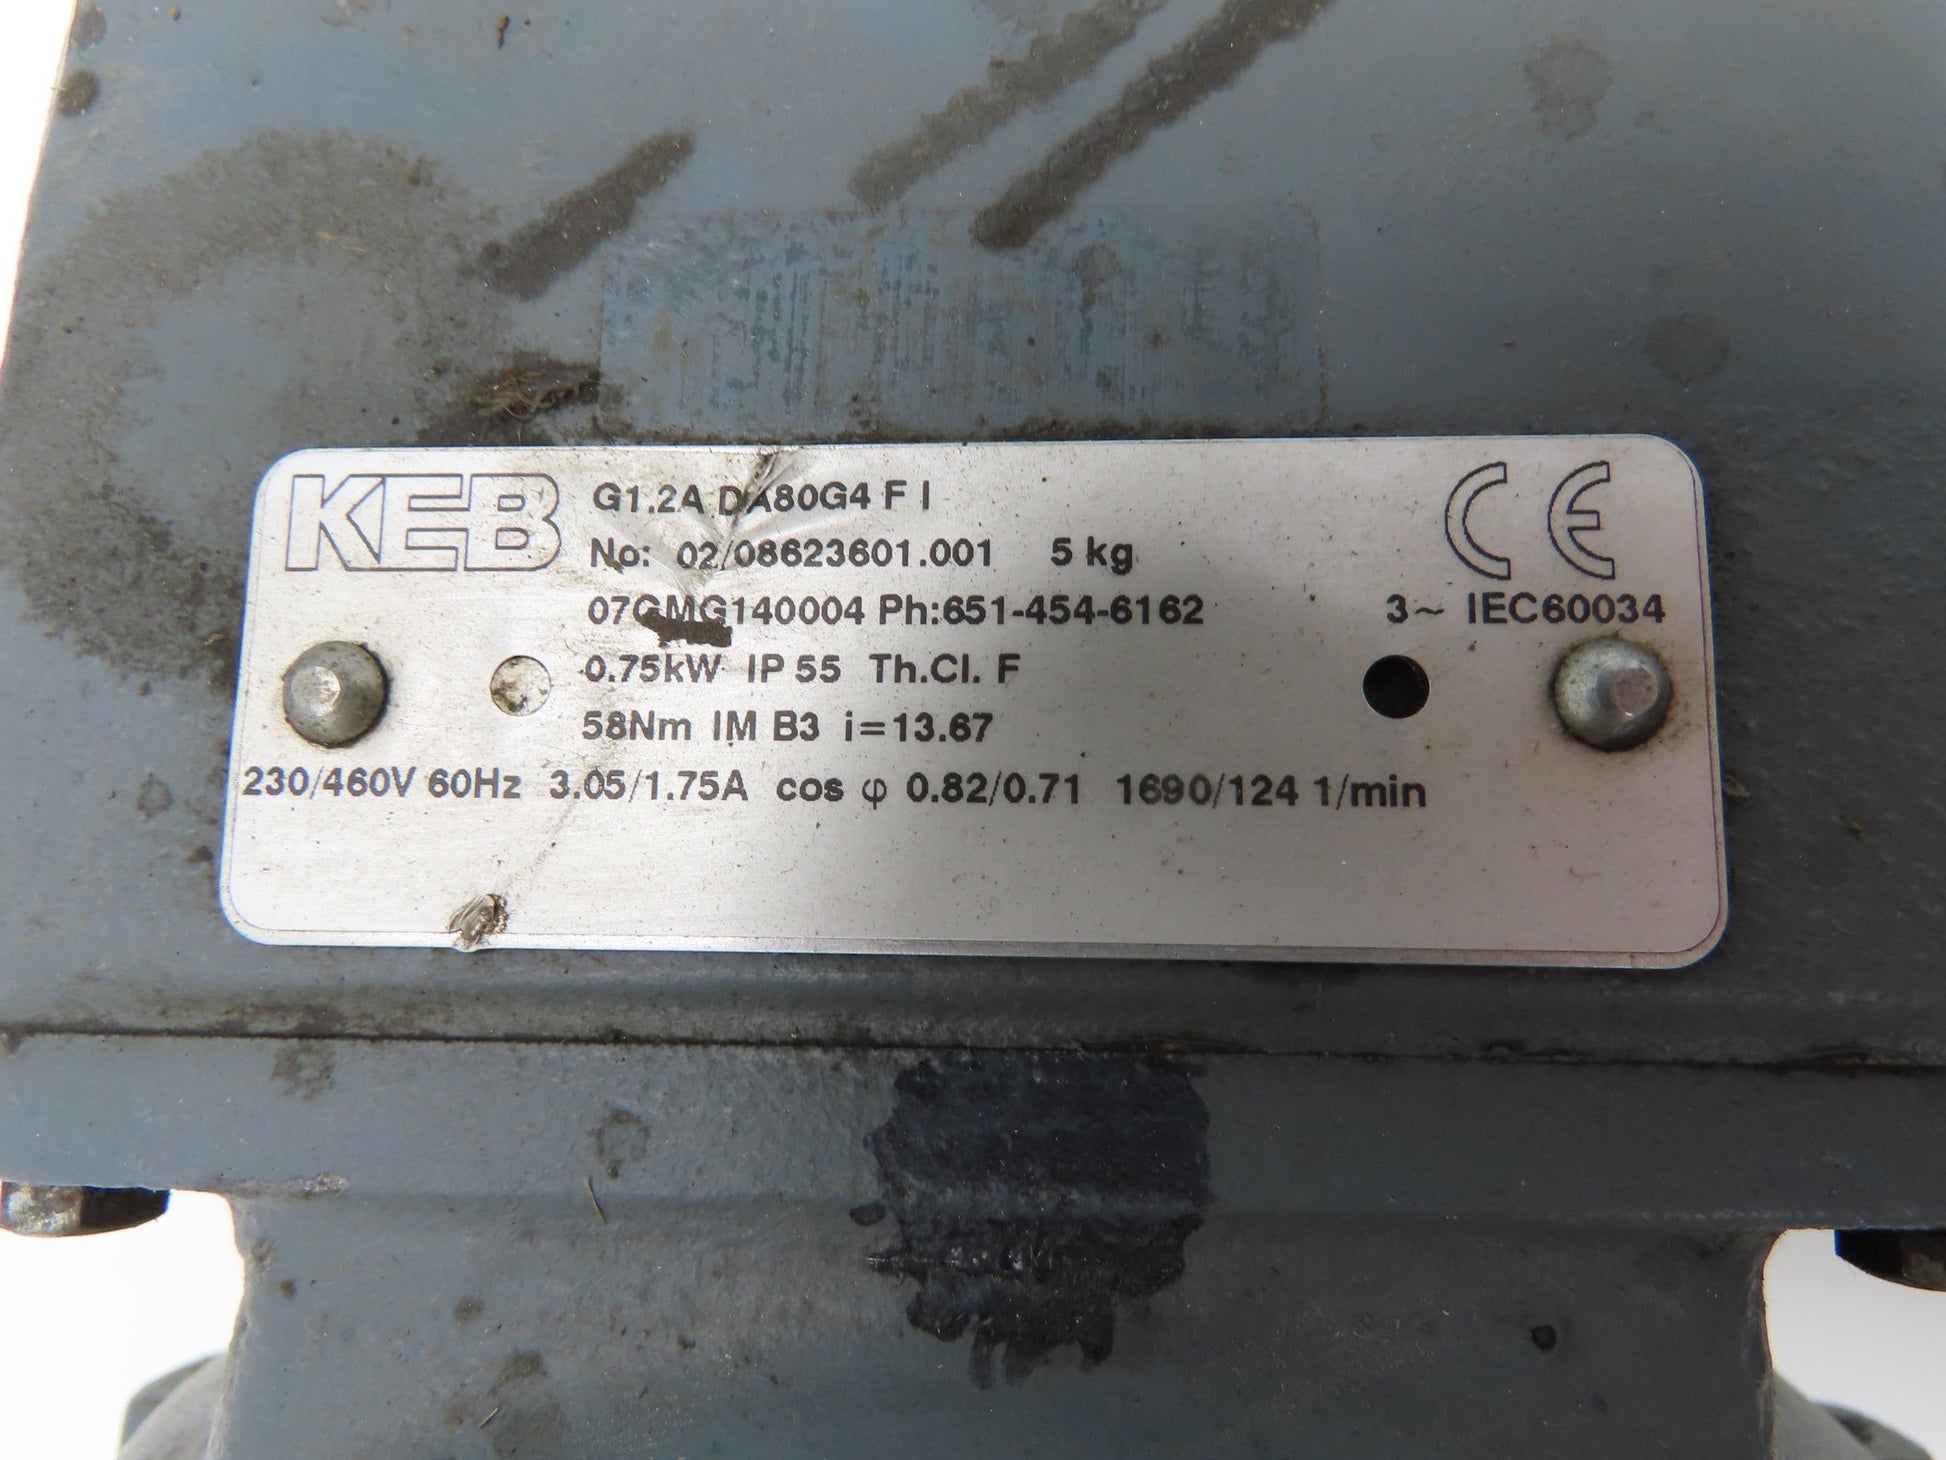 KEB G1.2A DA80G4 F I CE
No: 02/08623601.001 5 kg
07GMG140004 Ph:651-454-6162 3~ IEC60034
0.75kW IP 55 Th.Cl. F
58Nm IM B3 i=13.67
230/460V 60Hz 3.05/1.75A cos φ 0.82/0.71 1690/124 1/min